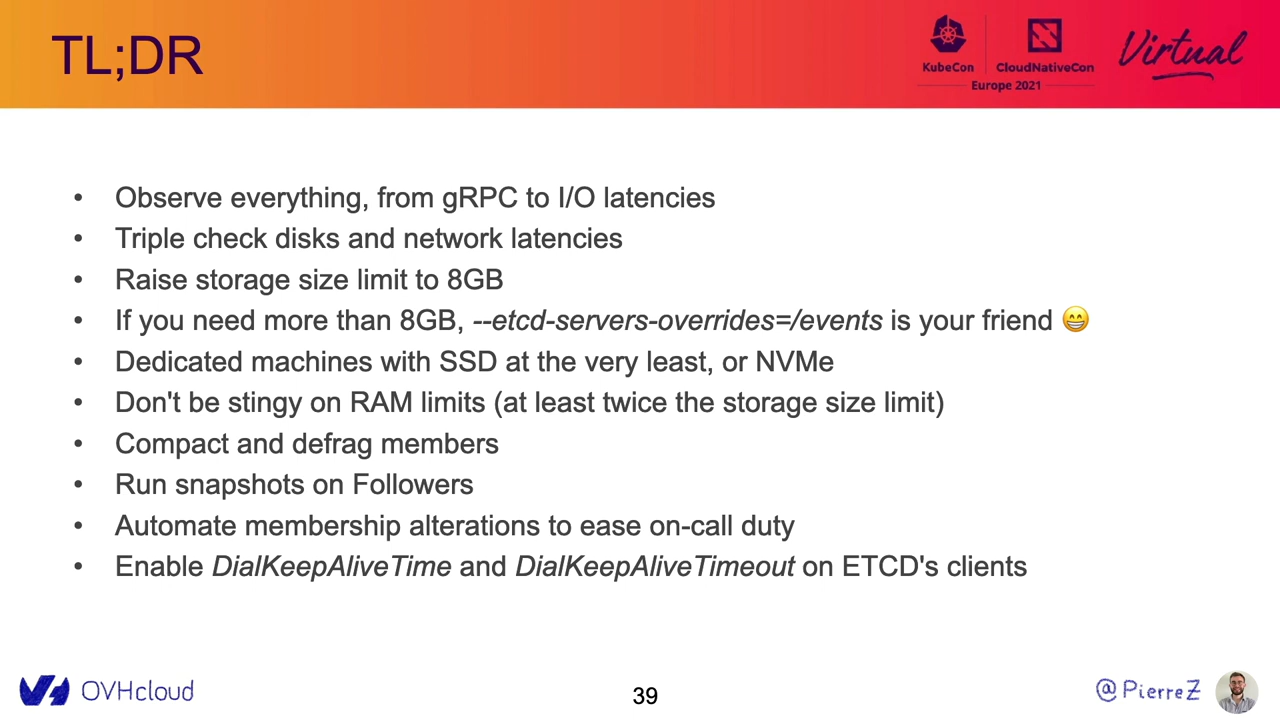 TL;DR
KubeCon
CloudNativeCon
Europe 2021
Virtual
• Observe everything, from gRPC to I/O latencies
• Triple check disks and network latencies
• Raise storage size limit to 8GB
• If you need more than 8GB, --etcd-servers-overrides=/events is your friend 😁
• Dedicated machines with SSD at the very least, or NVMe
• Don't be stingy on RAM limits (at least twice the storage size limit)
• Compact and defrag members
• Run snapshots on Followers
• Automate membership alterations to ease on-call duty
• Enable DialKeepAliveTime and DialKeepAliveTimeout on ETCD's clients
OVHcloud
39
@PierreZ